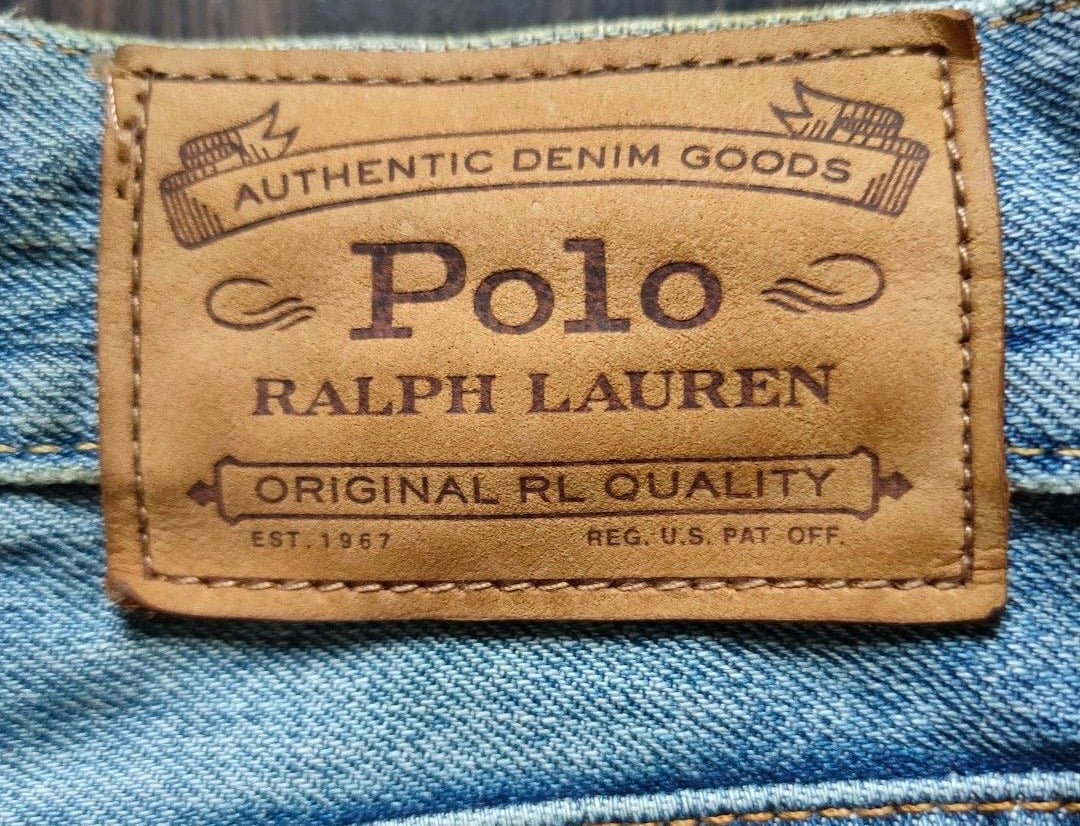 AUTHENTIC DENIM GOODS
Polo
RALPH LAUREN
ORIGINAL RL QUALITY
EST. 1967 REG. U.S. PAT. OFF.